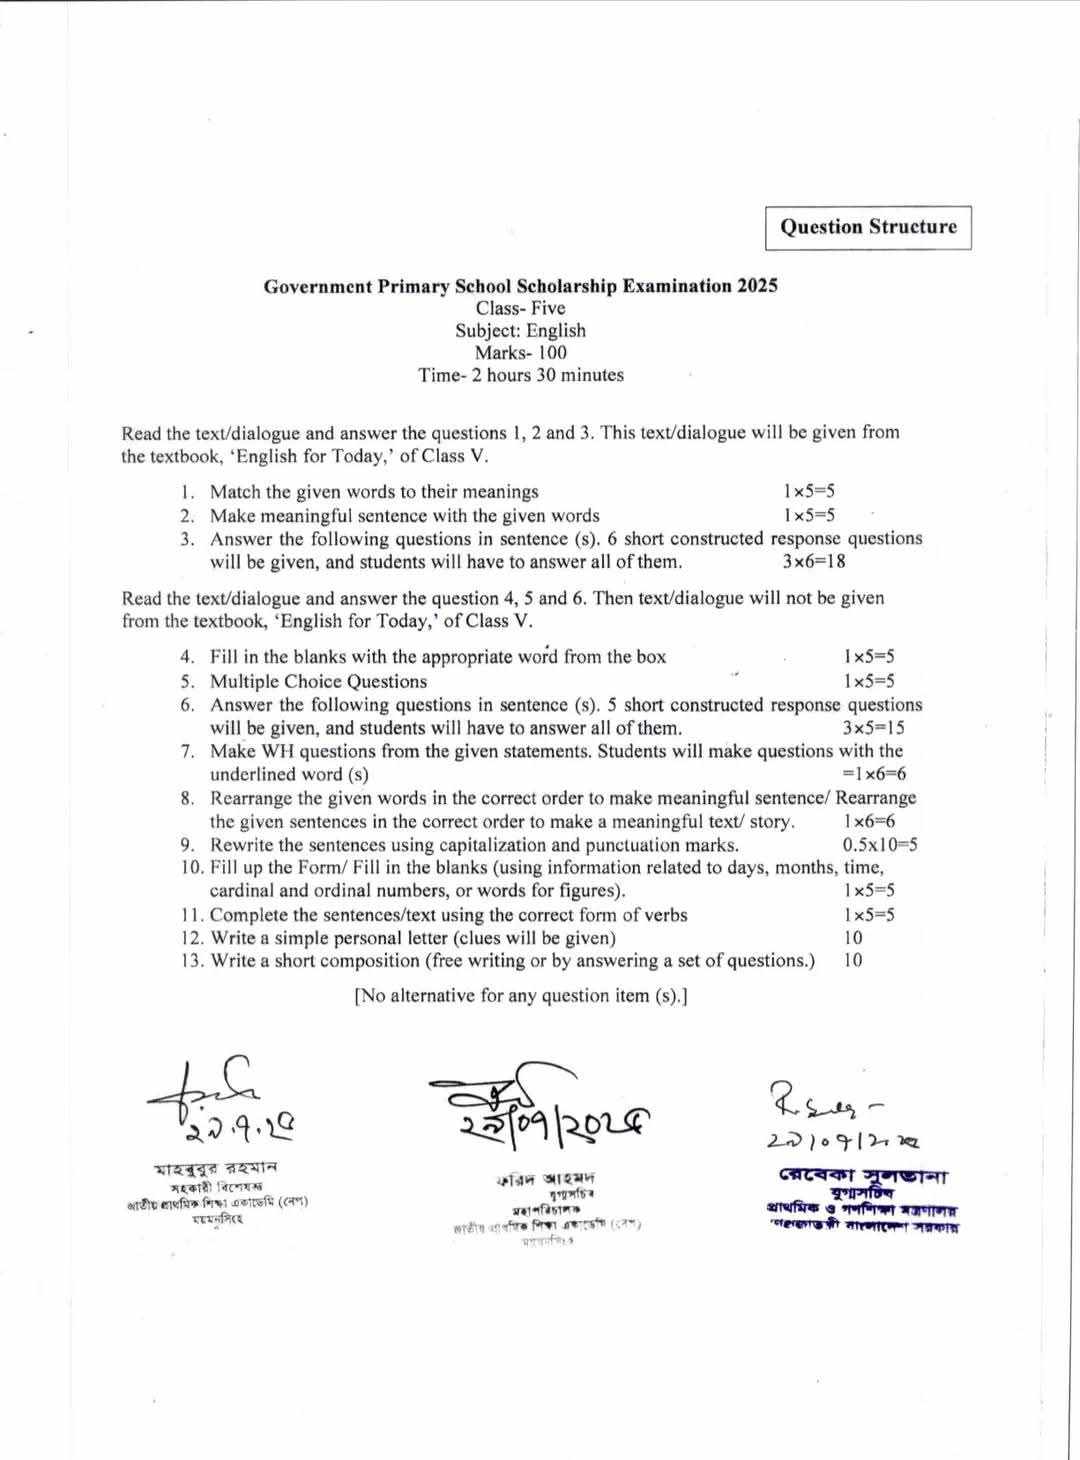 Question Structure
Government Primary School Scholarship Examination 2025
Class- Five
Subject: English
Marks- 100
Time- 2 hours 30 minutes
Read the text/dialogue and answer the questions 1, 2 and 3. This text/dialogue will be given from
the textbook, ‘English for Today,’ of Class V.
1. Match the given words to their meanings 1×5=5
2. Make meaningful sentence with the given words 1×5=5
3. Answer the following questions in sentence (s). 6 short constructed response questions
will be given, and students will have to answer all of them. 3×6=18
Read the text/dialogue and answer the question 4, 5 and 6. Then text/dialogue will not be given
from the textbook, ‘English for Today,’ of Class V.
4. Fill in the blanks with the appropriate word from the box 1×5=5
5. Multiple Choice Questions 1×5=5
6. Answer the following questions in sentence (s). 5 short constructed response questions
will be given, and students will have to answer all of them. 3×5=15
7. Make WH questions from the given statements. Students will make questions with the
underlined word (s) =1×6=6
8. Rearrange the given words in the correct order to make meaningful sentence/ Rearrange
the given sentences in the correct order to make a meaningful text/ story. 1×6=6
9. Rewrite the sentences using capitalization and punctuation marks. 0.5x10=5
10. Fill up the Form/ Fill in the blanks (using information related to days, months, time,
cardinal and ordinal numbers, or words for figures). 1×5=5
11. Complete the sentences/text using the correct form of verbs 1×5=5
12. Write a simple personal letter (clues will be given) 10
13. Write a short composition (free writing or by answering a set of questions.) 10
[No alternative for any question item (s).]
২৯.৭.২৫
২৯/০৭/২০২৫
২৯/০৭/২
মাহবুবুর রহমান
সহকারী বিশেষজ্ঞ
জাতীয় প্রাথমিক শিক্ষা একাডেমি (নেপ)
ময়মনসিংহ
ফরিদ আহমদ
যুগ্মসচিব
মহাপরিচালক
জাতীয় প্রাথমিক শিক্ষা একাডেমি (নেপ)
ময়মনসিংহ
রেবেকা সুলতানা
যুগ্মসচিব
প্রাথমিক ও গণশিক্ষা মন্ত্রণালয়
গণপ্রজাতন্ত্রী বাংলাদেশ সরকার